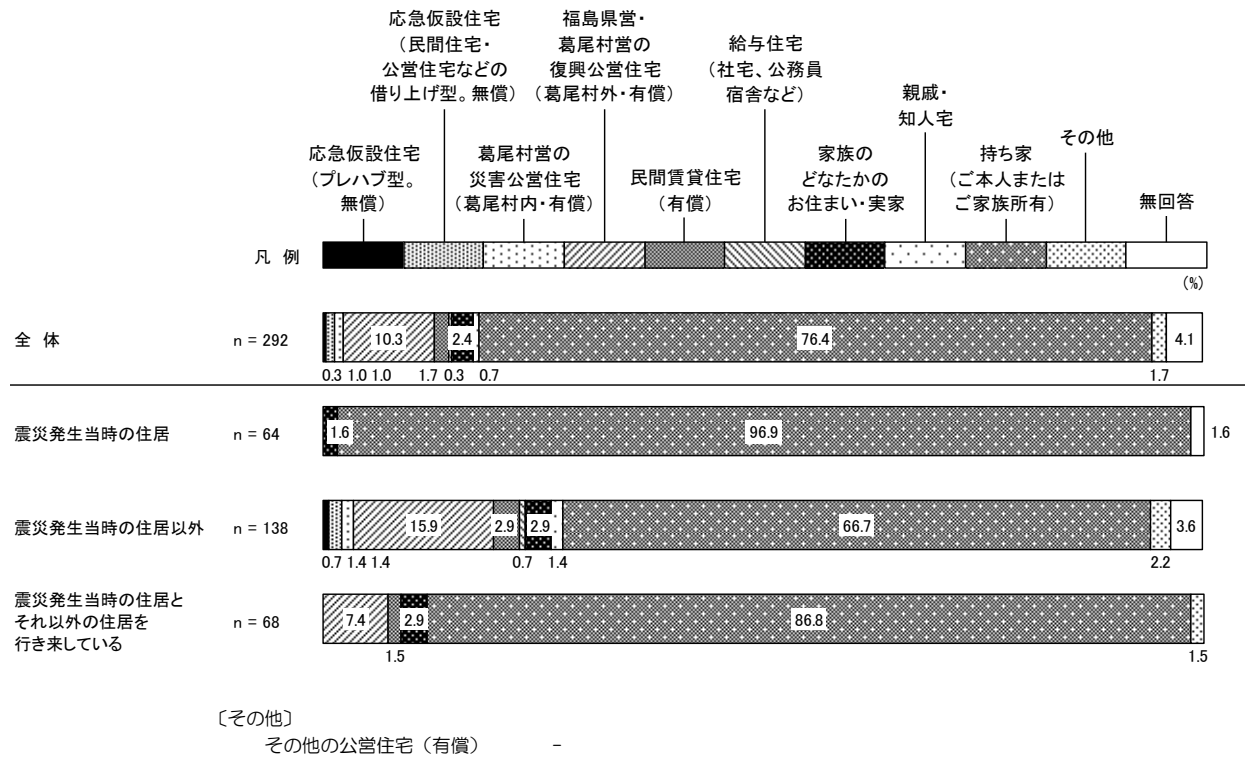 応急仮設住宅
（民間住宅・
公営住宅などの
借り上げ型。無償）
福島県営・
葛尾村営の
復興公営住宅
（葛尾村外・有償）
給与住宅
（社宅、公務員
宿舎など）
親戚・
知人宅
その他
応急仮設住宅
（プレハブ型。
無償）
葛尾村営の
災害公営住宅
（葛尾村内・有償）
民間賃貸住宅
（有償）
家族の
どなたかの
お住まい・実家
持ち家
（ご本人または
ご家族所有）
無回答
凡 例
(%)
全 体 n = 292 10.3 2.4 76.4 4.1
0.3 1.0 1.0 1.7 0.3 0.7 1.7
震災発生当時の住居 n = 64 1.6 96.9 1.6
震災発生当時の住居以外 n = 138 15.9 2.9 2.9 66.7 3.6
0.7 1.4 1.4 0.7 1.4 2.2
震災発生当時の住居と
それ以外の住居を n = 68 7.4 2.9 86.8
行き来している
1.5 1.5
〔その他〕
その他の公営住宅（有償） -